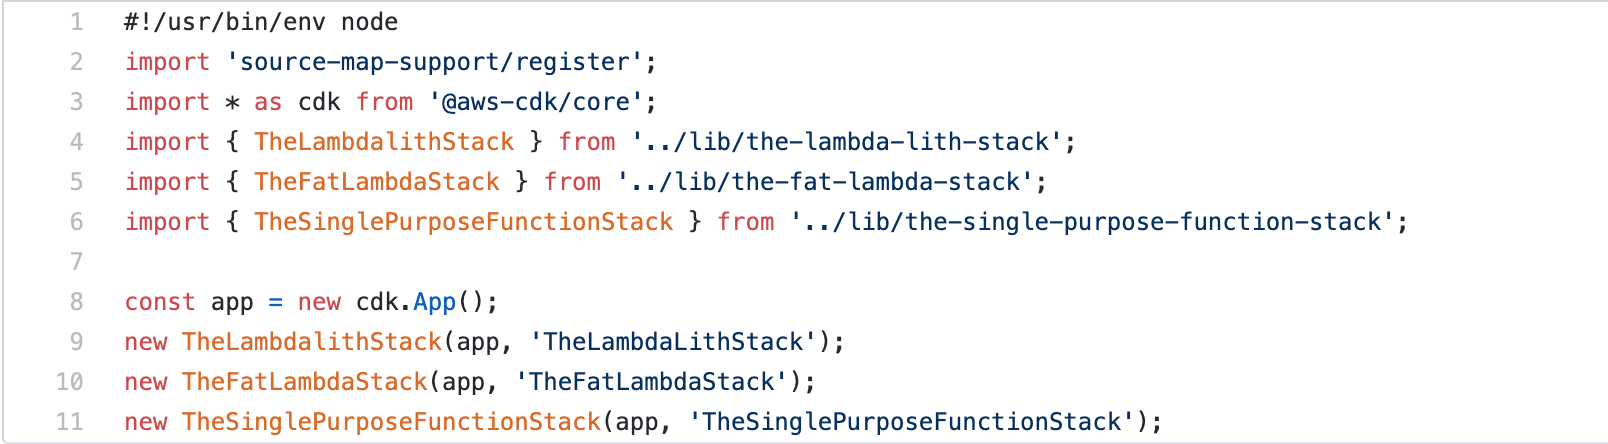 1 #!/usr/bin/env node
2 import 'source-map-support/register';
3 import * as cdk from '@aws-cdk/core';
4 import { TheLambdalithStack } from '../lib/the-lambda-lith-stack';
5 import { TheFatLambdaStack } from '../lib/the-fat-lambda-stack';
6 import { TheSinglePurposeFunctionStack } from '../lib/the-single-purpose-function-stack';
7
8 const app = new cdk.App();
9 new TheLambdalithStack(app, 'TheLambdaLithStack');
10 new TheFatLambdaStack(app, 'TheFatLambdaStack');
11 new TheSinglePurposeFunctionStack(app, 'TheSinglePurposeFunctionStack');